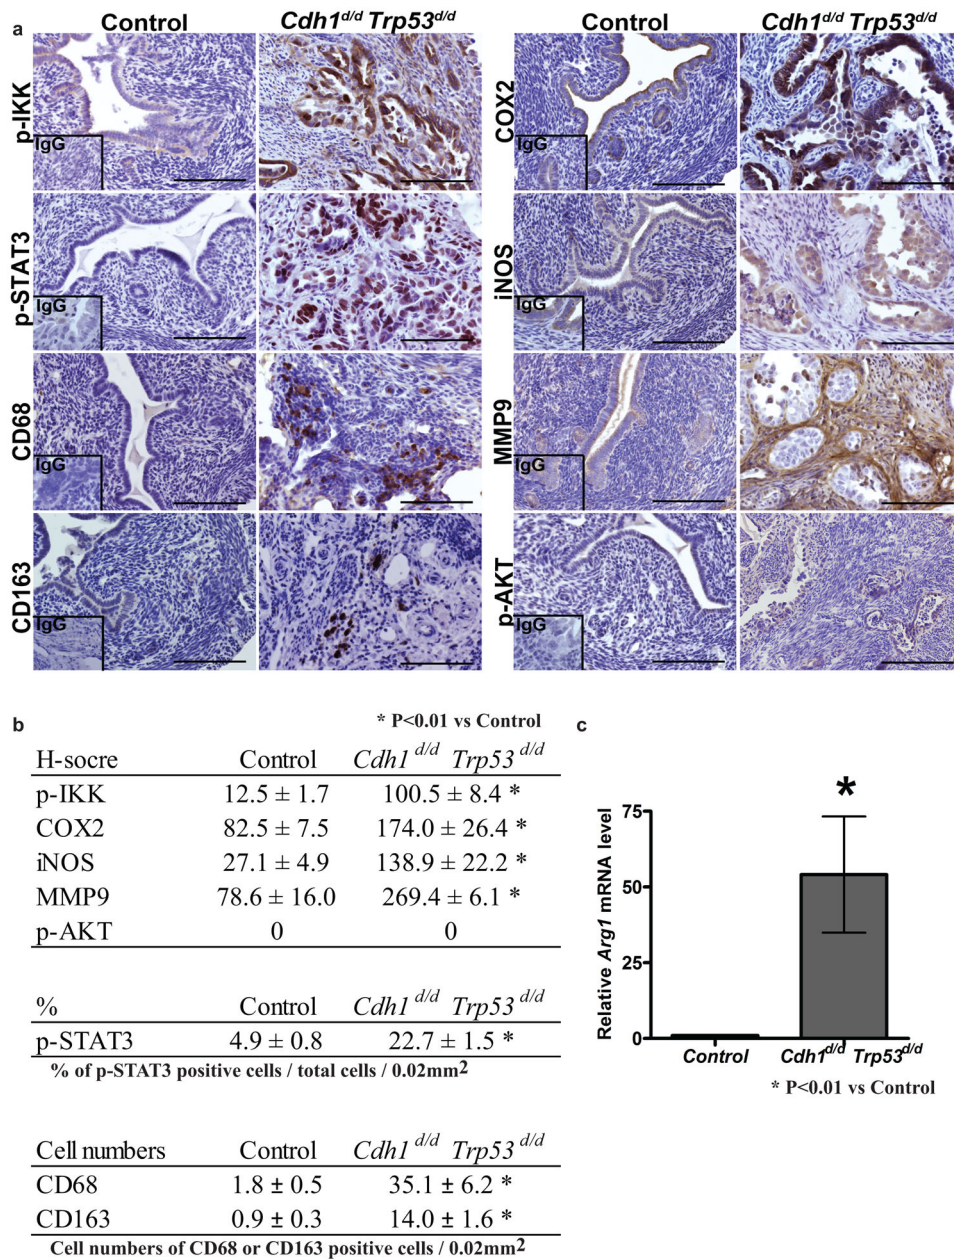 Control Cdh1 d/d Trp53 d/d Control Cdh1 d/d Trp53 d/d
a
p-IKK
IgG
COX2
IgG
p-STAT3
IgG
iNOS
IgG
CD68
IgG
MMP9
IgG
CD163
IgG
p-AKT
IgG
b
* P<0.01 vs Control
H-socre Control Cdh1 d/d Trp53 d/d
p-IKK 12.5 ± 1.7 100.5 ± 8.4 *
COX2 82.5 ± 7.5 174.0 ± 26.4 *
iNOS 27.1 ± 4.9 138.9 ± 22.2 *
MMP9 78.6 ± 16.0 269.4 ± 6.1 *
p-AKT 0 0
% Control Cdh1 d/d Trp53 d/d
p-STAT3 4.9 ± 0.8 22.7 ± 1.5 *
% of p-STAT3 positive cells / total cells / 0.02mm2
Cell numbers Control Cdh1 d/d Trp53 d/d
CD68 1.8 ± 0.5 35.1 ± 6.2 *
CD163 0.9 ± 0.3 14.0 ± 1.6 *
Cell numbers of CD68 or CD163 positive cells / 0.02mm2
c
*
Relative Arg1 mRNA level
75
50
25
0
Control Cdh1 d/d Trp53 d/d
* P<0.01 vs Control